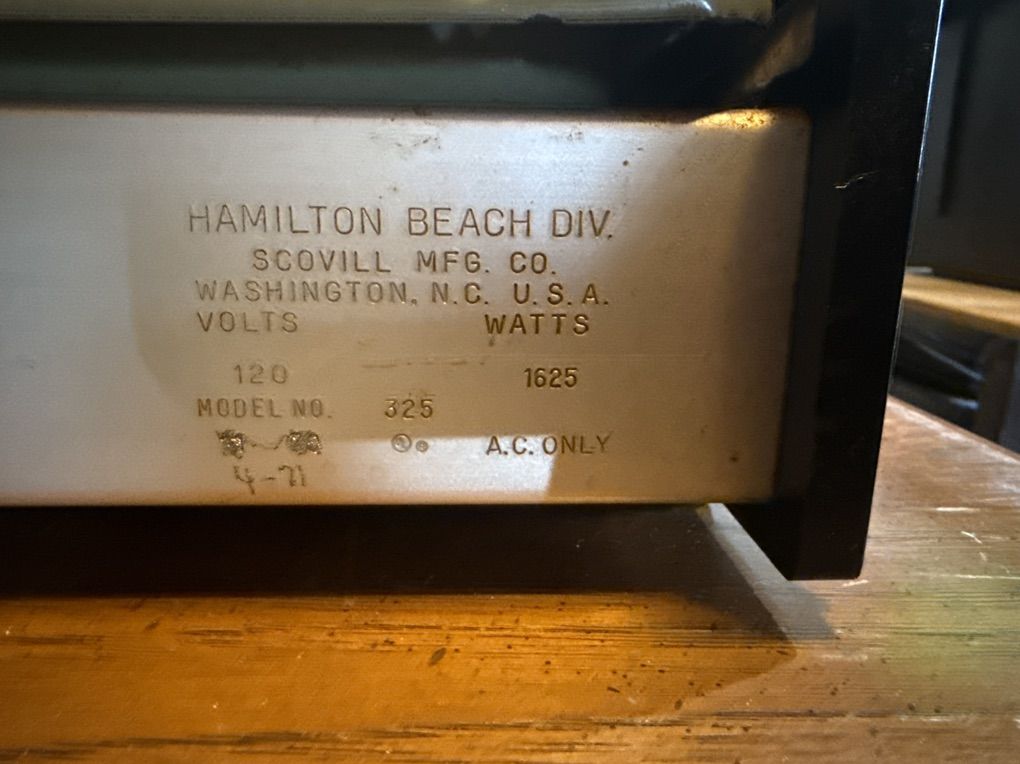 HAMILTON BEACH DIV.
SCOVILL MFG. CO.
WASHINGTON, N.C. U.S.A.
VOLTS WATTS
120 1625
MODEL NO. 325
A.C. ONLY
4-71